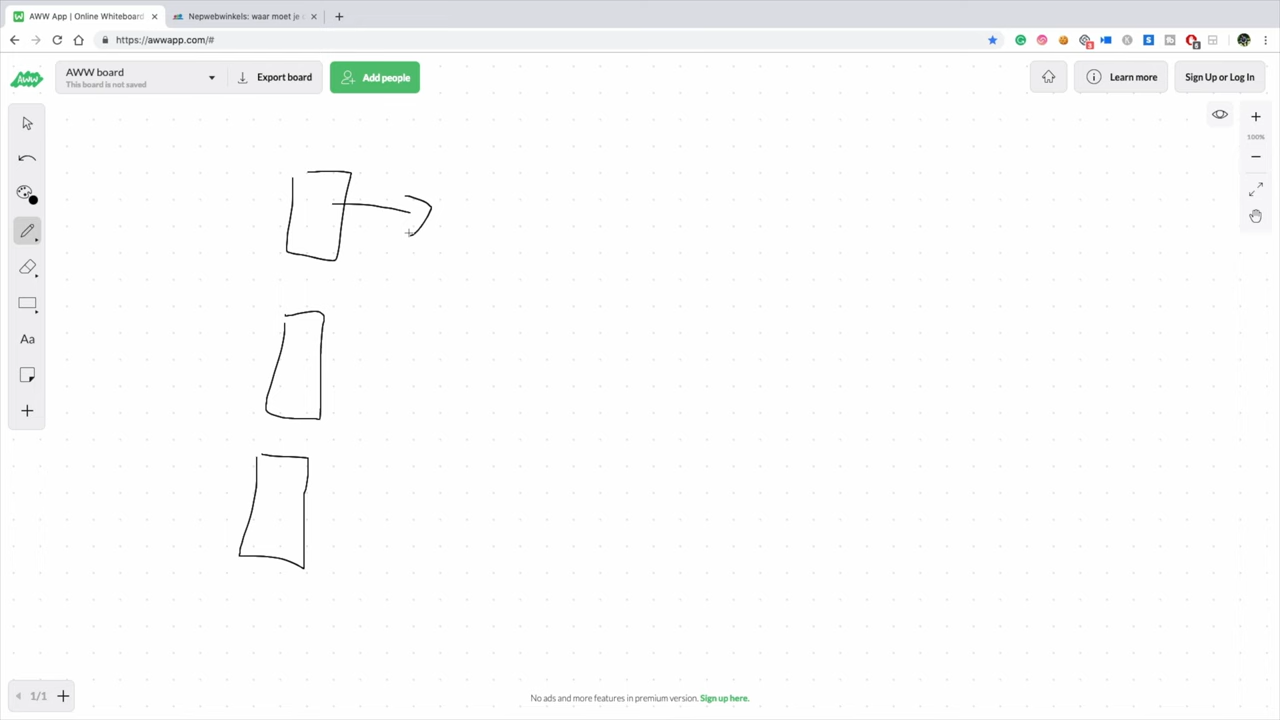 AWW App | Online Whiteboard
Nepwebwinkels: waar moet je
https://awwapp.com/#
AWW
AWW board
This board is not saved
Export board
Add people
Learn more
Sign Up or Log In
100%
Aa
1/1
No ads and more features in premium version. Sign up here.